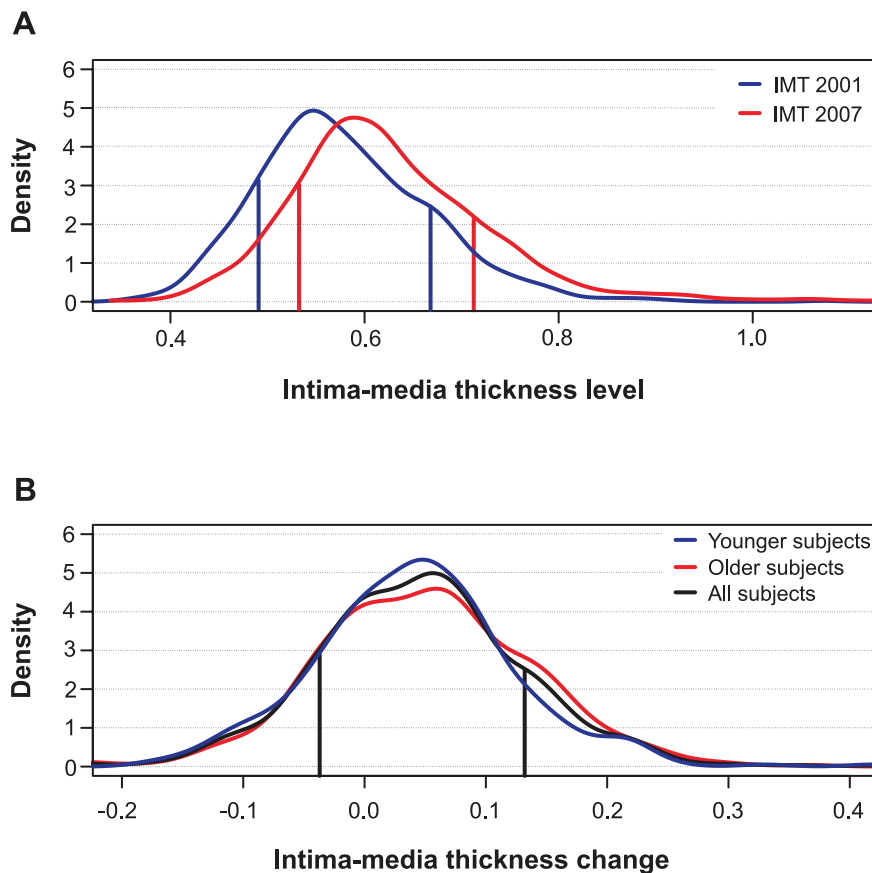 A
6
5
4
3
2
1
0
Density
IMT 2001
IMT 2007
0.4 0.6 0.8 1.0
Intima-media thickness level
B
6
5
4
3
2
1
0
Density
Younger subjects
Older subjects
All subjects
-0.2 -0.1 0.0 0.1 0.2 0.3 0.4
Intima-media thickness change